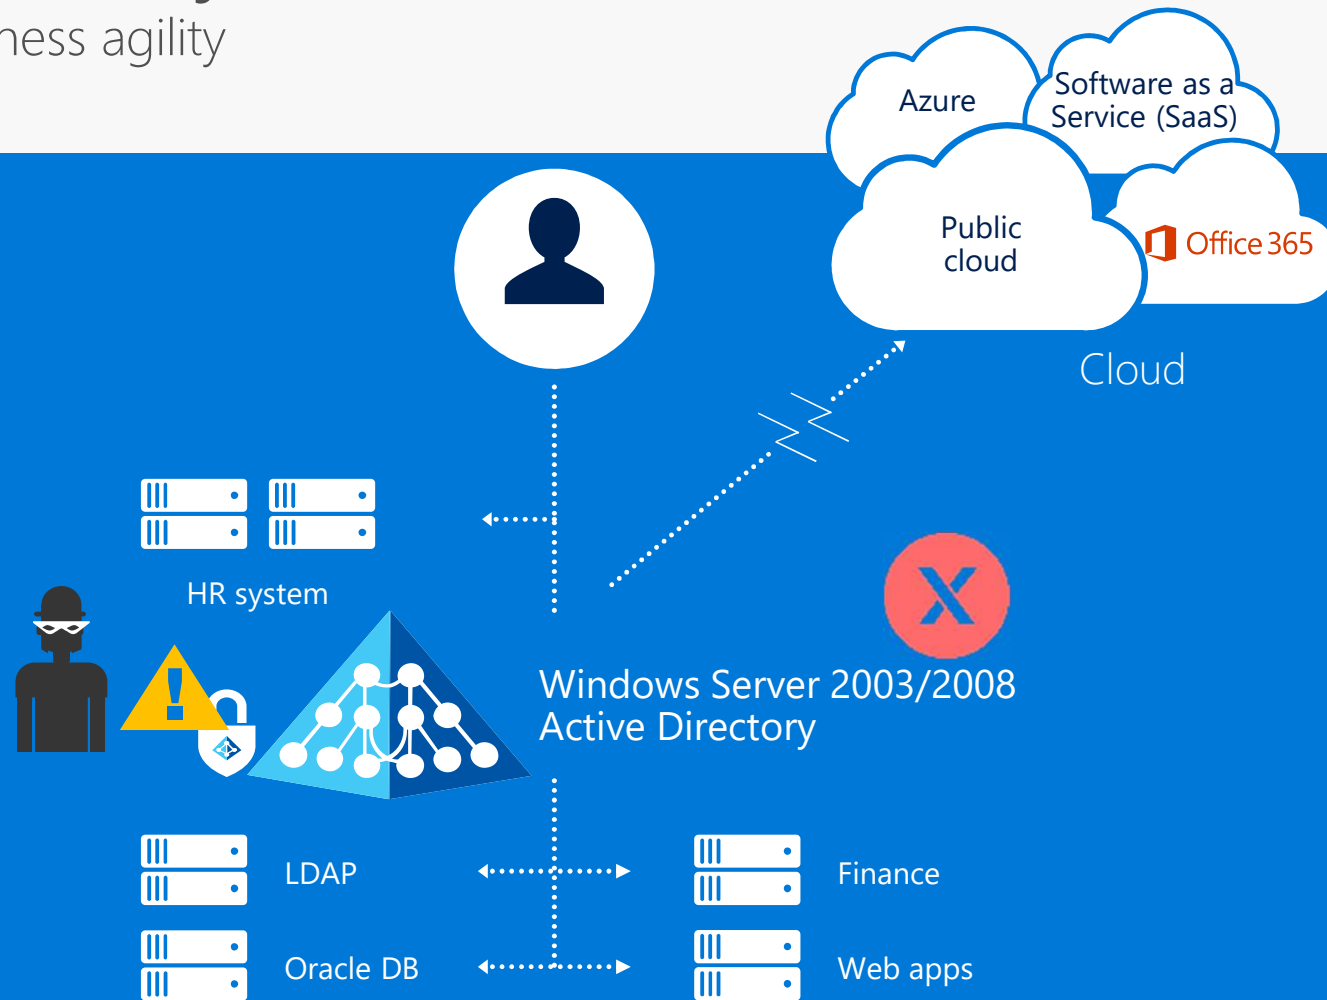 ness agility
Azure
Software as a
Service (SaaS)
Public
cloud
Office 365
Cloud
HR system
Windows Server 2003/2008
Active Directory
LDAP
Finance
Oracle DB
Web apps